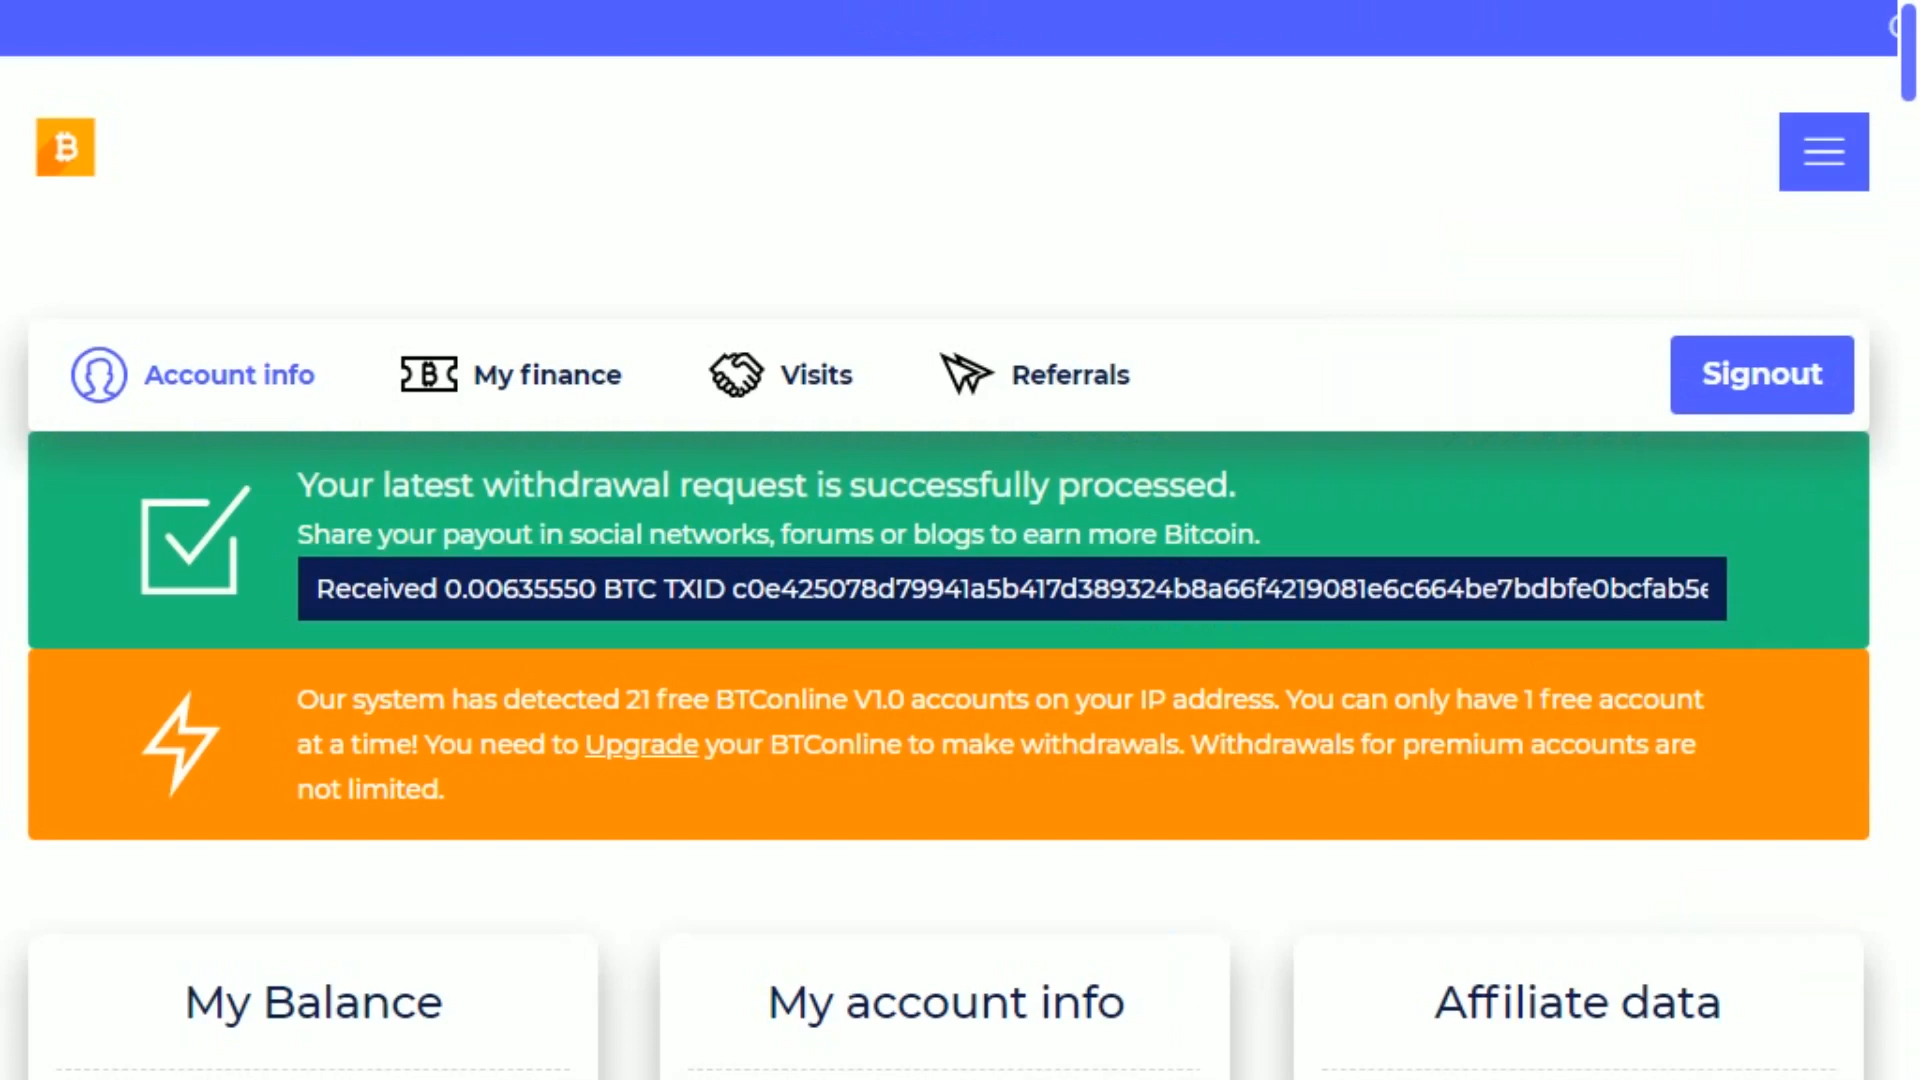 Account info
My finance
Visits
Referrals
Signout
Your latest withdrawal request is successfully processed.
Share your payout in social networks, forums or blogs to earn more Bitcoin.
Received 0.00635550 BTC TXID c0e425078d79941a5b417d389324b8a66f4219081e6c664be7bdbfe0bcfab5e
Our system has detected 21 free BTConline V1.0 accounts on your IP address. You can only have 1 free account
at a time! You need to Upgrade your BTConline to make withdrawals. Withdrawals for premium accounts are
not limited.
My Balance
My account info
Affiliate data